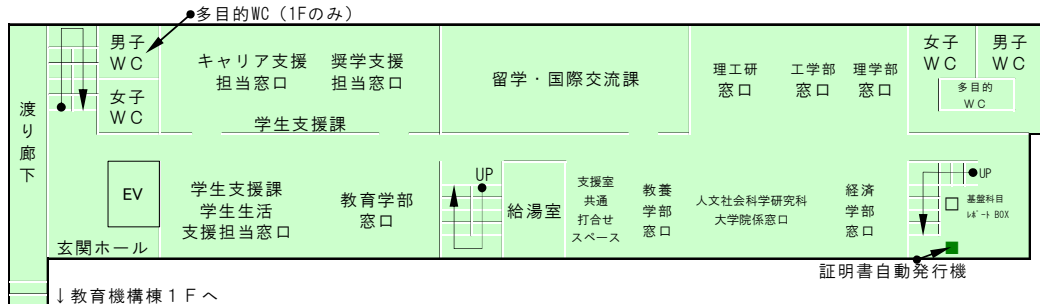 多目的WC（1Fのみ）
男子
ＷＣ
女子
ＷＣ
渡り廊下
キャリア支援
担当窓口
奨学支援
担当窓口
学生支援課
留学・国際交流課
理工研
窓口
工学部
窓口
理学部
窓口
女子
ＷＣ
男子
ＷＣ
多目的
ＷＣ
EV
玄関ホール
学生支援課
学生生活
支援担当窓口
教育学部
窓口
UP
給湯室
支援室
共通
打合せ
スペース
教養
学部
窓口
人文社会科学研究科
大学院係窓口
経済
学部
窓口
UP
基盤科目
ﾚﾎﾟｰﾄ BOX
証明書自動発行機
↓教育機構棟１Ｆへ